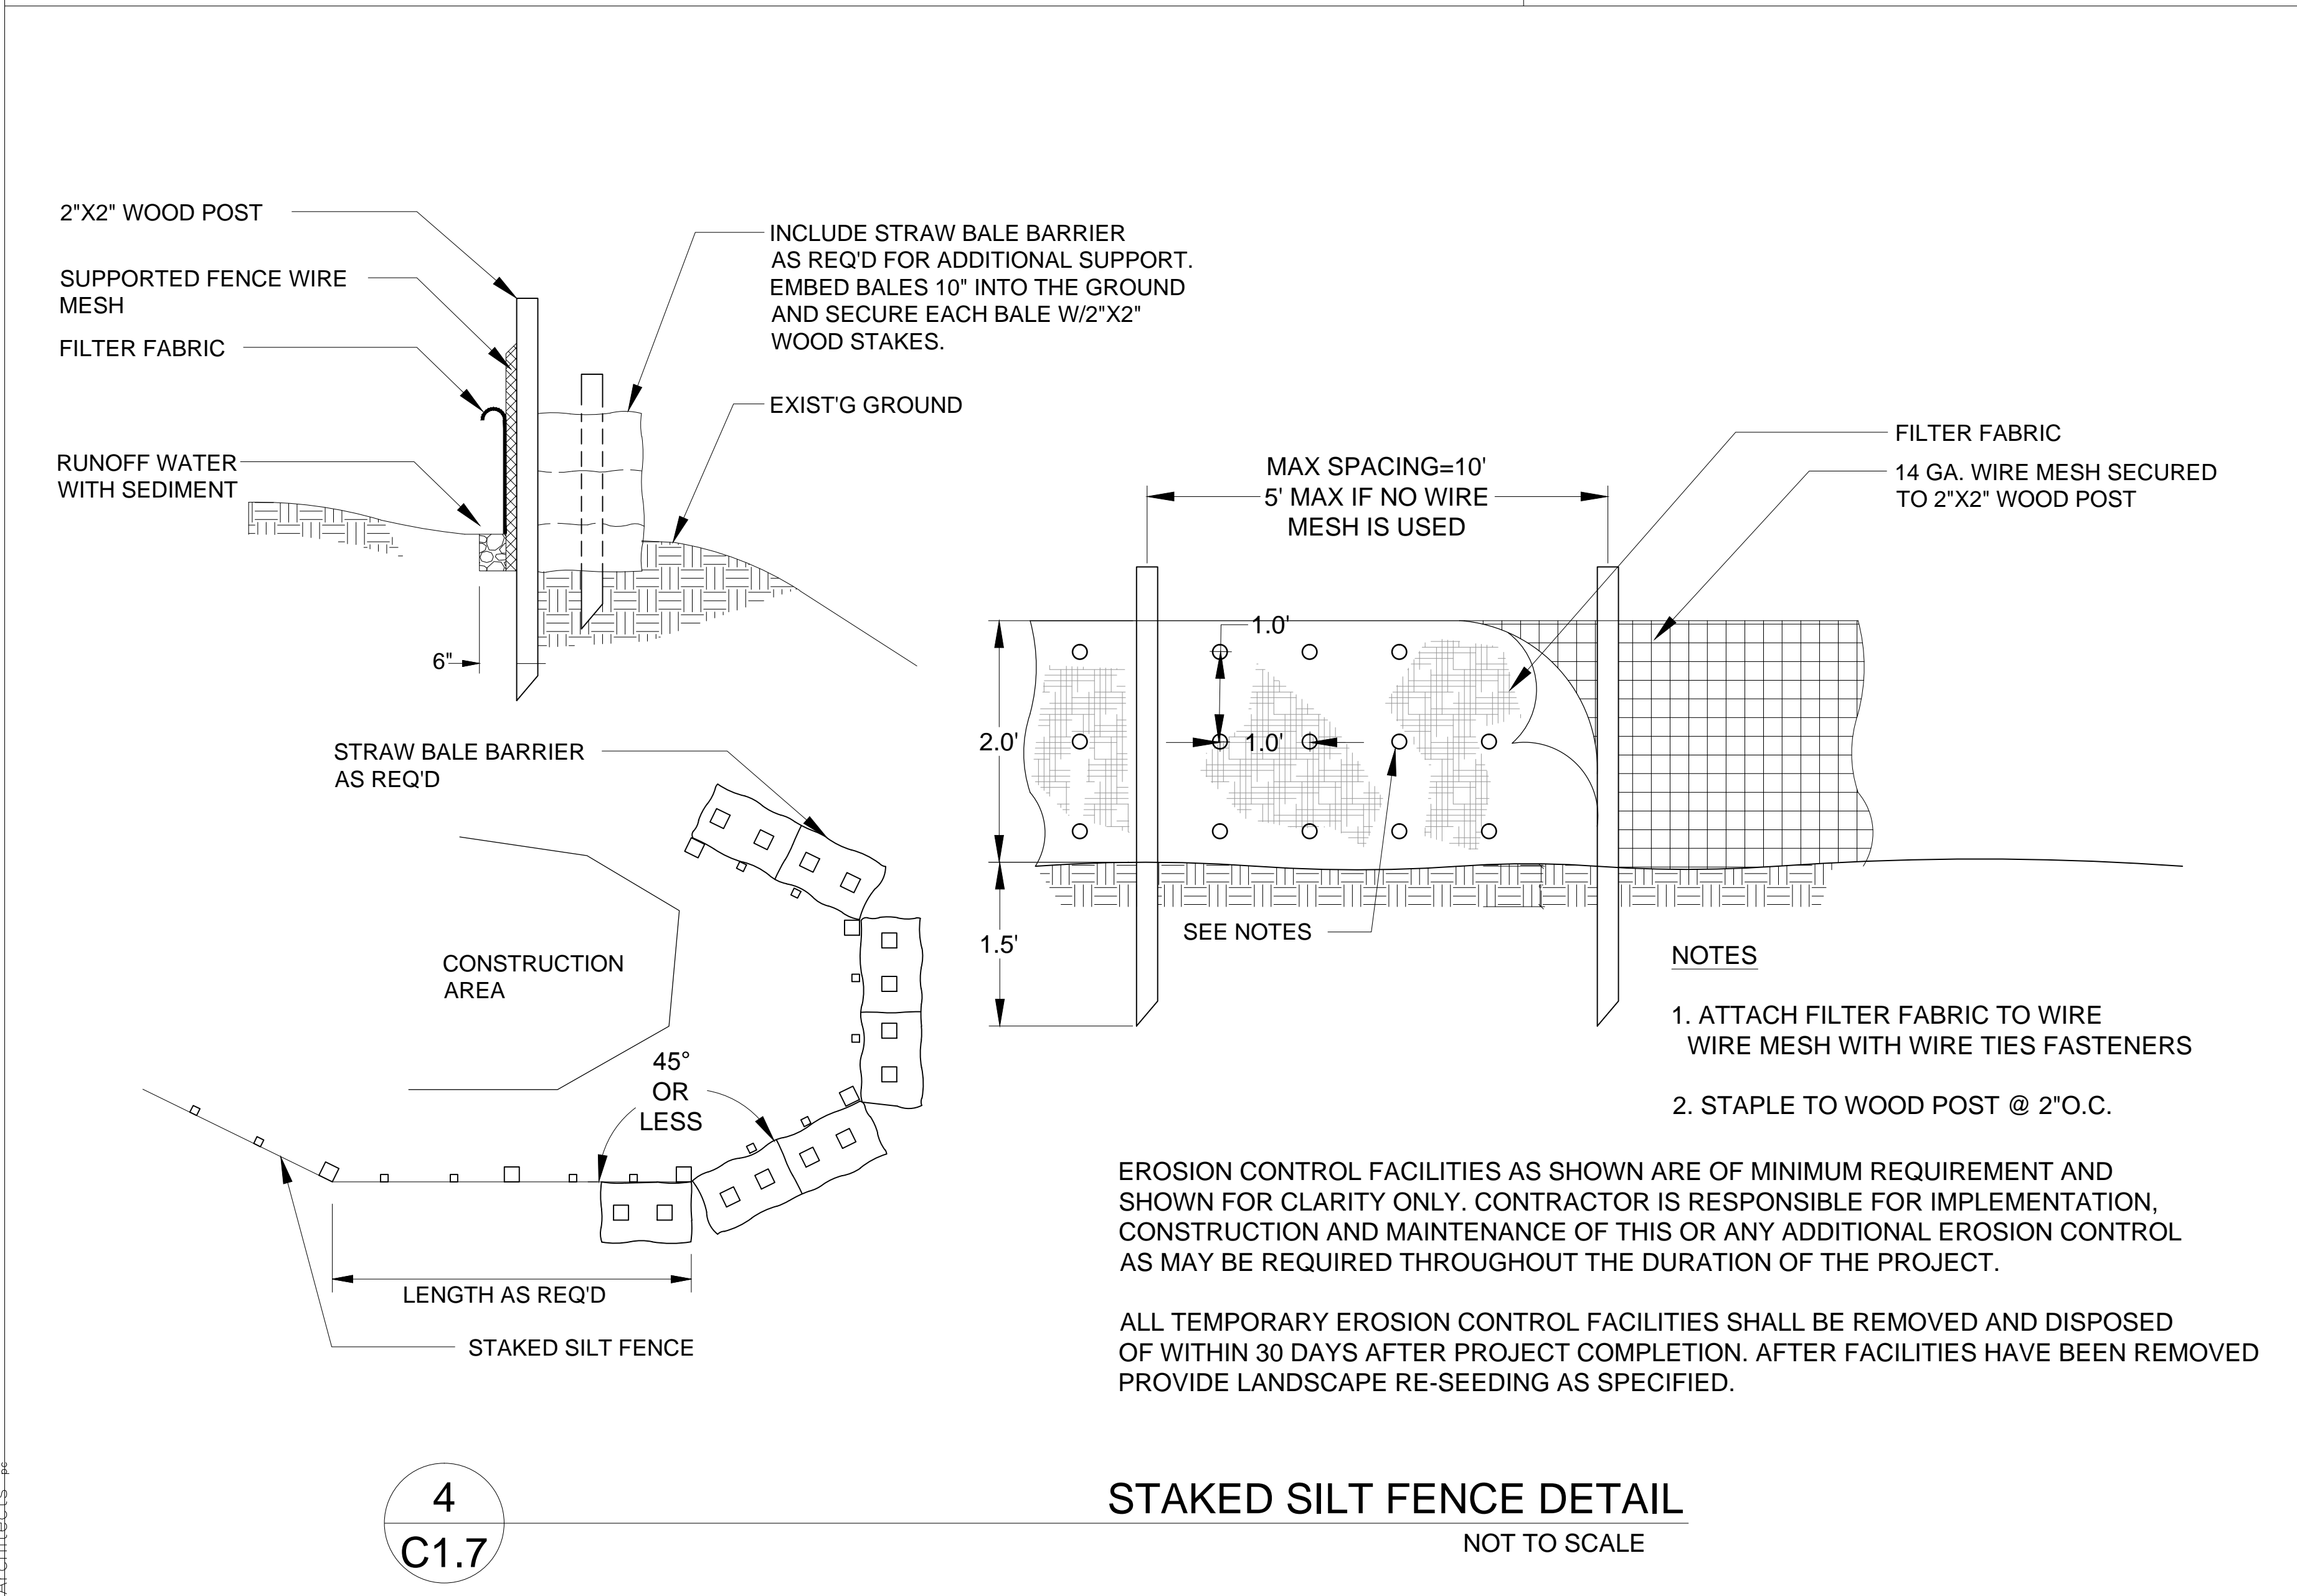 2"X2" WOOD POST
SUPPORTED FENCE WIRE
MESH
FILTER FABRIC
RUNOFF WATER
WITH SEDIMENT
6"
INCLUDE STRAW BALE BARRIER
AS REQ'D FOR ADDITIONAL SUPPORT.
EMBED BALES 10" INTO THE GROUND
AND SECURE EACH BALE W/2"X2"
WOOD STAKES.
EXIST'G GROUND
MAX SPACING=10'
5' MAX IF NO WIRE
MESH IS USED
FILTER FABRIC
14 GA. WIRE MESH SECURED
TO 2"X2" WOOD POST
1.0'
1.0'
2.0'
1.5'
SEE NOTES
STRAW BALE BARRIER
AS REQ'D
CONSTRUCTION
AREA
45°
OR
LESS
LENGTH AS REQ'D
STAKED SILT FENCE
NOTES
1. ATTACH FILTER FABRIC TO WIRE
WIRE MESH WITH WIRE TIES FASTENERS
2. STAPLE TO WOOD POST @ 2"O.C.
EROSION CONTROL FACILITIES AS SHOWN ARE OF MINIMUM REQUIREMENT AND
SHOWN FOR CLARITY ONLY. CONTRACTOR IS RESPONSIBLE FOR IMPLEMENTATION,
CONSTRUCTION AND MAINTENANCE OF THIS OR ANY ADDITIONAL EROSION CONTROL
AS MAY BE REQUIRED THROUGHOUT THE DURATION OF THE PROJECT.
ALL TEMPORARY EROSION CONTROL FACILITIES SHALL BE REMOVED AND DISPOSED
OF WITHIN 30 DAYS AFTER PROJECT COMPLETION. AFTER FACILITIES HAVE BEEN REMOVED
PROVIDE LANDSCAPE RE-SEEDING AS SPECIFIED.
4
C1.7
STAKED SILT FENCE DETAIL
NOT TO SCALE
Architects pc